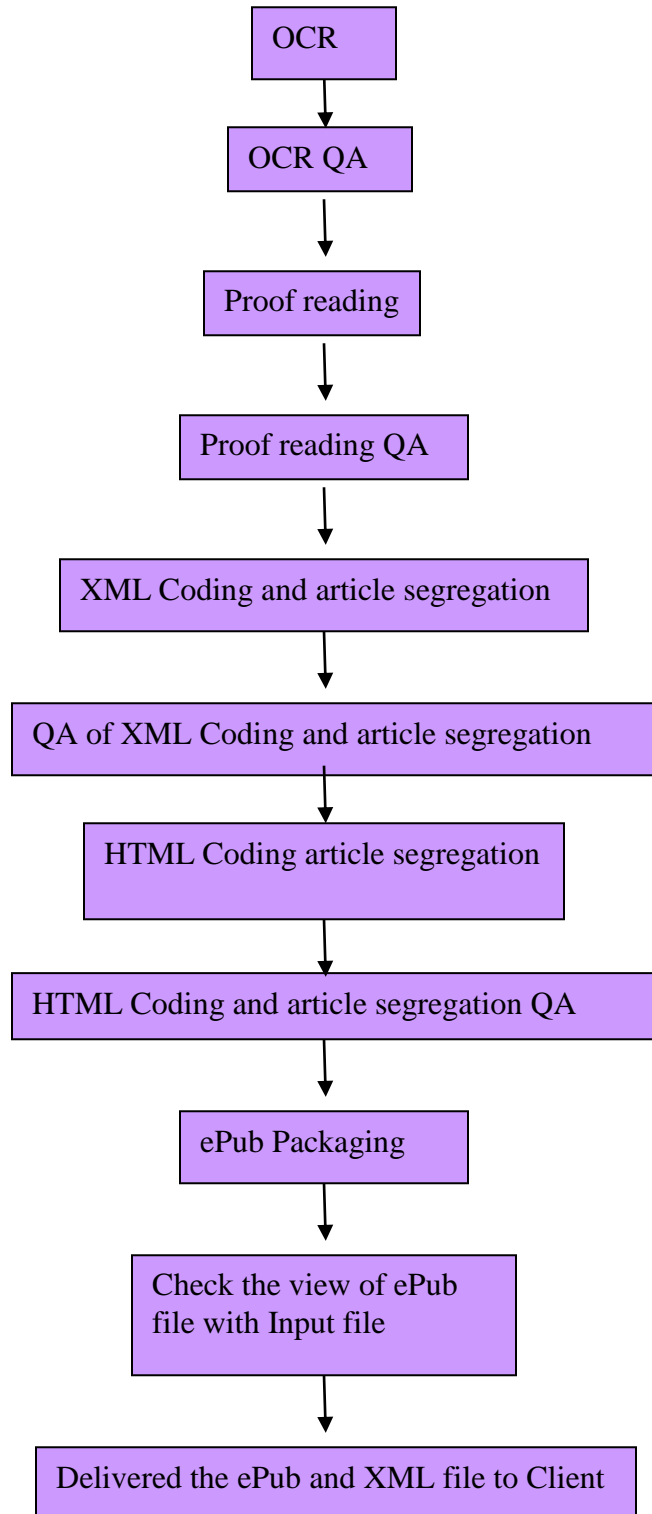 OCR
OCR QA
Proof reading
Proof reading QA
XML Coding and article segregation
QA of XML Coding and article segregation
HTML Coding article segregation
HTML Coding and article segregation QA
ePub Packaging
Check the view of ePub
file with Input file
Delivered the ePub and XML file to Client